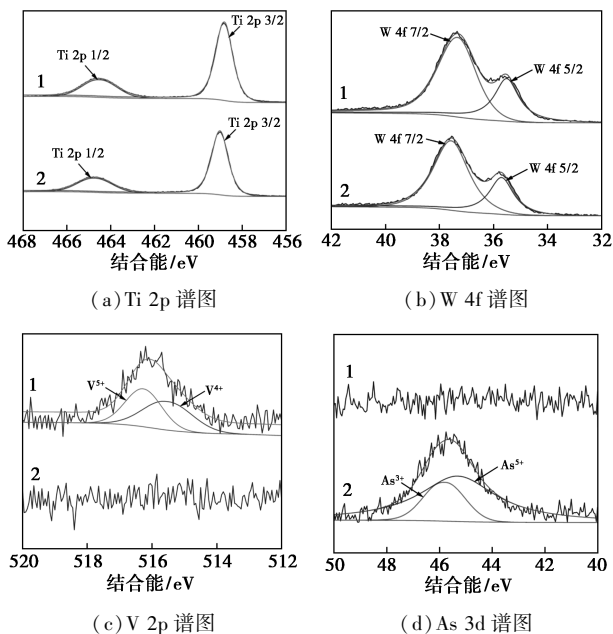 Ti 2p 3/2
Ti 2p 1/2
1
Ti 2p 3/2
Ti 2p 1/2
2
468 466 464 462 460 458 456
结合能/eV
(a)Ti 2p 谱图
W 4f 7/2
W 4f 5/2
1
W 4f 7/2
W 4f 5/2
2
42 40 38 36 34 32
结合能/eV
(b)W 4f 谱图
1
V5+
V4+
2
520 518 516 514 512
结合能/eV
(c)V 2p 谱图
1
As5+
As3+
2
50 48 46 44 42 40
结合能/eV
(d)As 3d 谱图